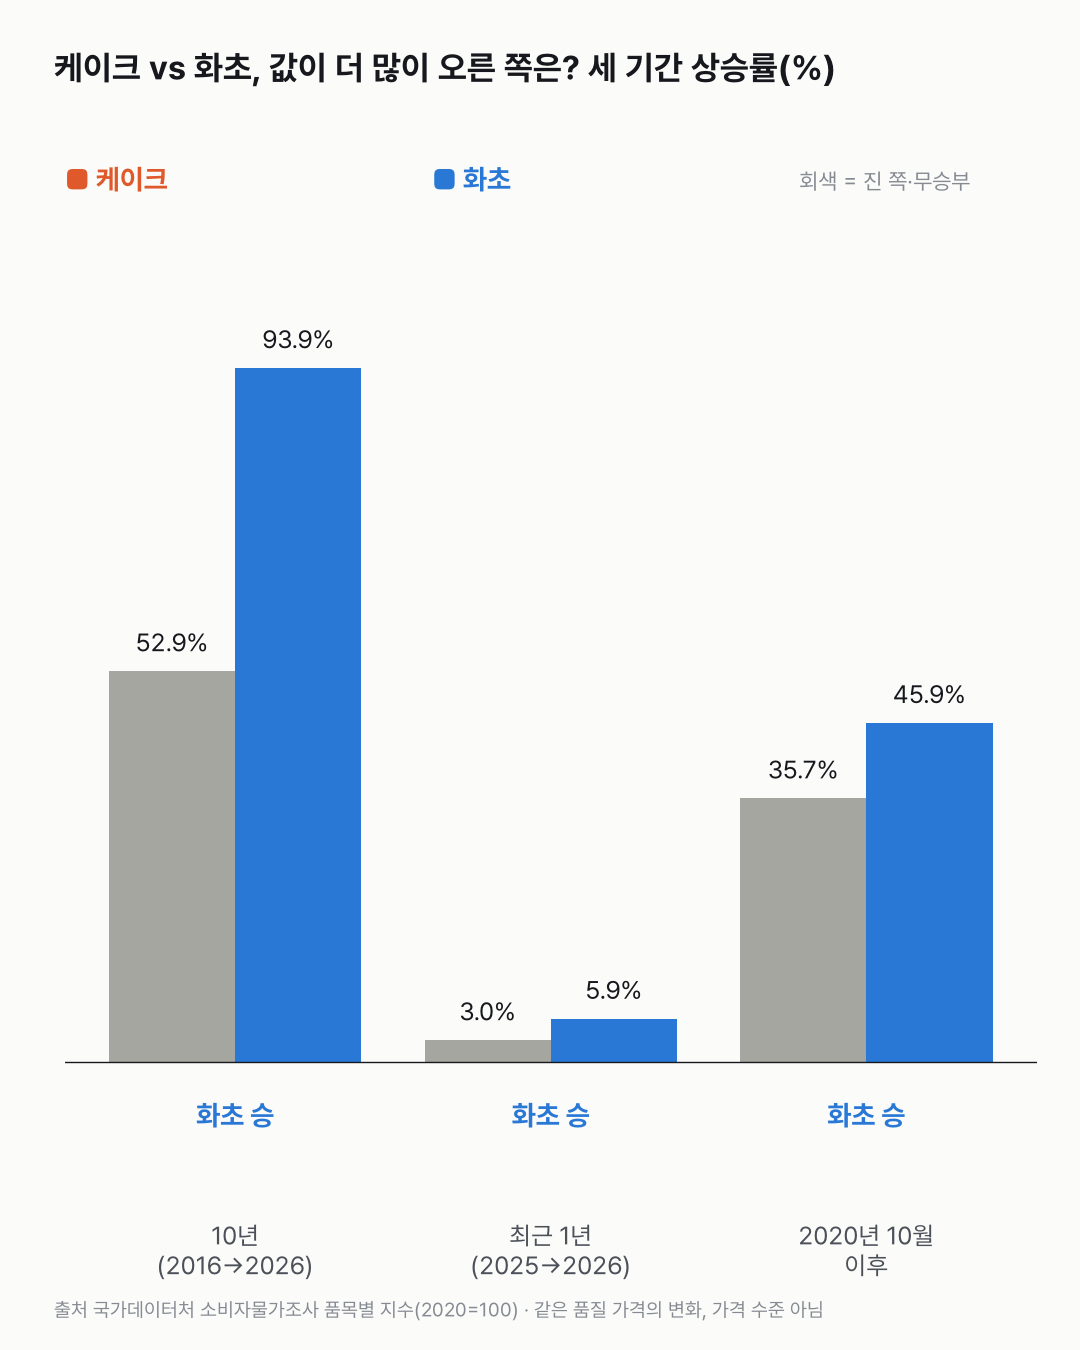 케이크 vs 화초, 값이 더 많이 오른 쪽은? 세 기간 상승률(%)
케이크
화초
회색 = 진 쪽·무승부
93.9%
52.9%
45.9%
35.7%
5.9%
3.0%
화초 승
화초 승
화초 승
10년
(2016→2026)
최근 1년
(2025→2026)
2020년 10월
이후
출처 국가데이터처 소비자물가조사 품목별 지수(2020=100) · 같은 품질 가격의 변화, 가격 수준 아님